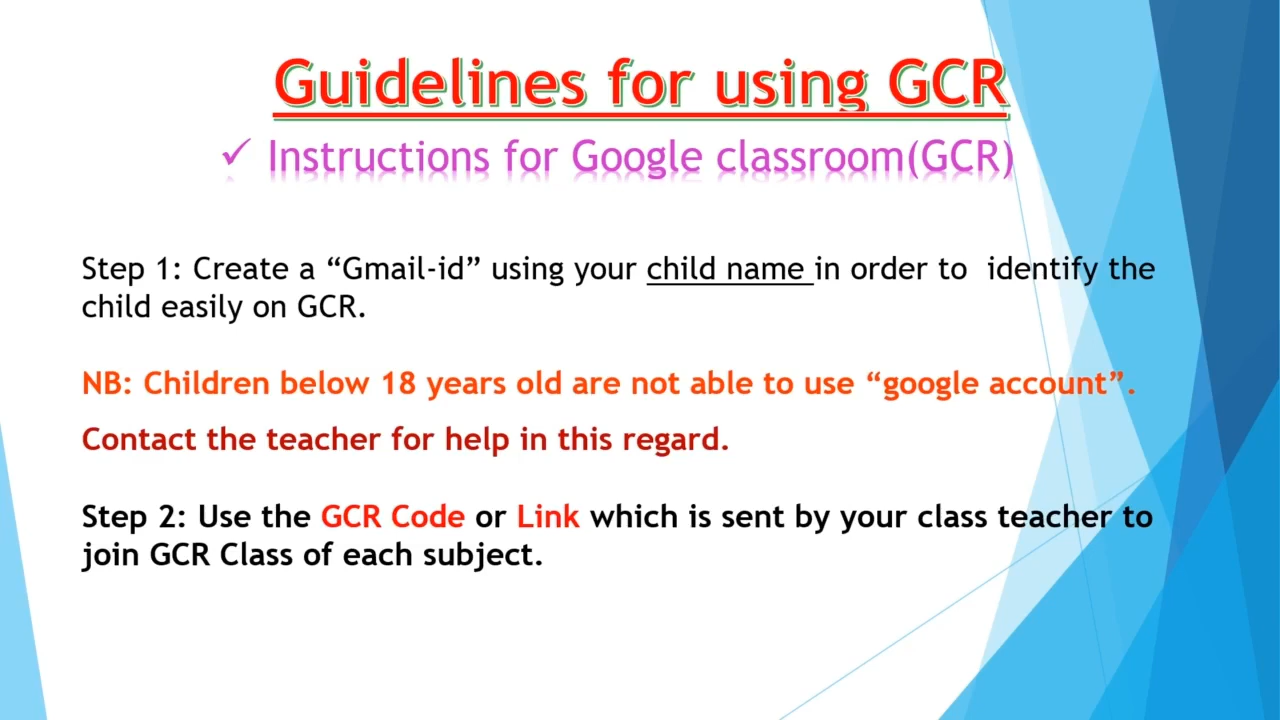 Guidelines for using GCR
✓ Instructions for Google classroom(GCR)
Step 1: Create a “Gmail-id” using your child name in order to  identify the
child easily on GCR.
NB: Children below 18 years old are not able to use “google account”.
Contact the teacher for help in this regard.
Step 2: Use the GCR Code or Link which is sent by your class teacher to
join GCR Class of each subject.